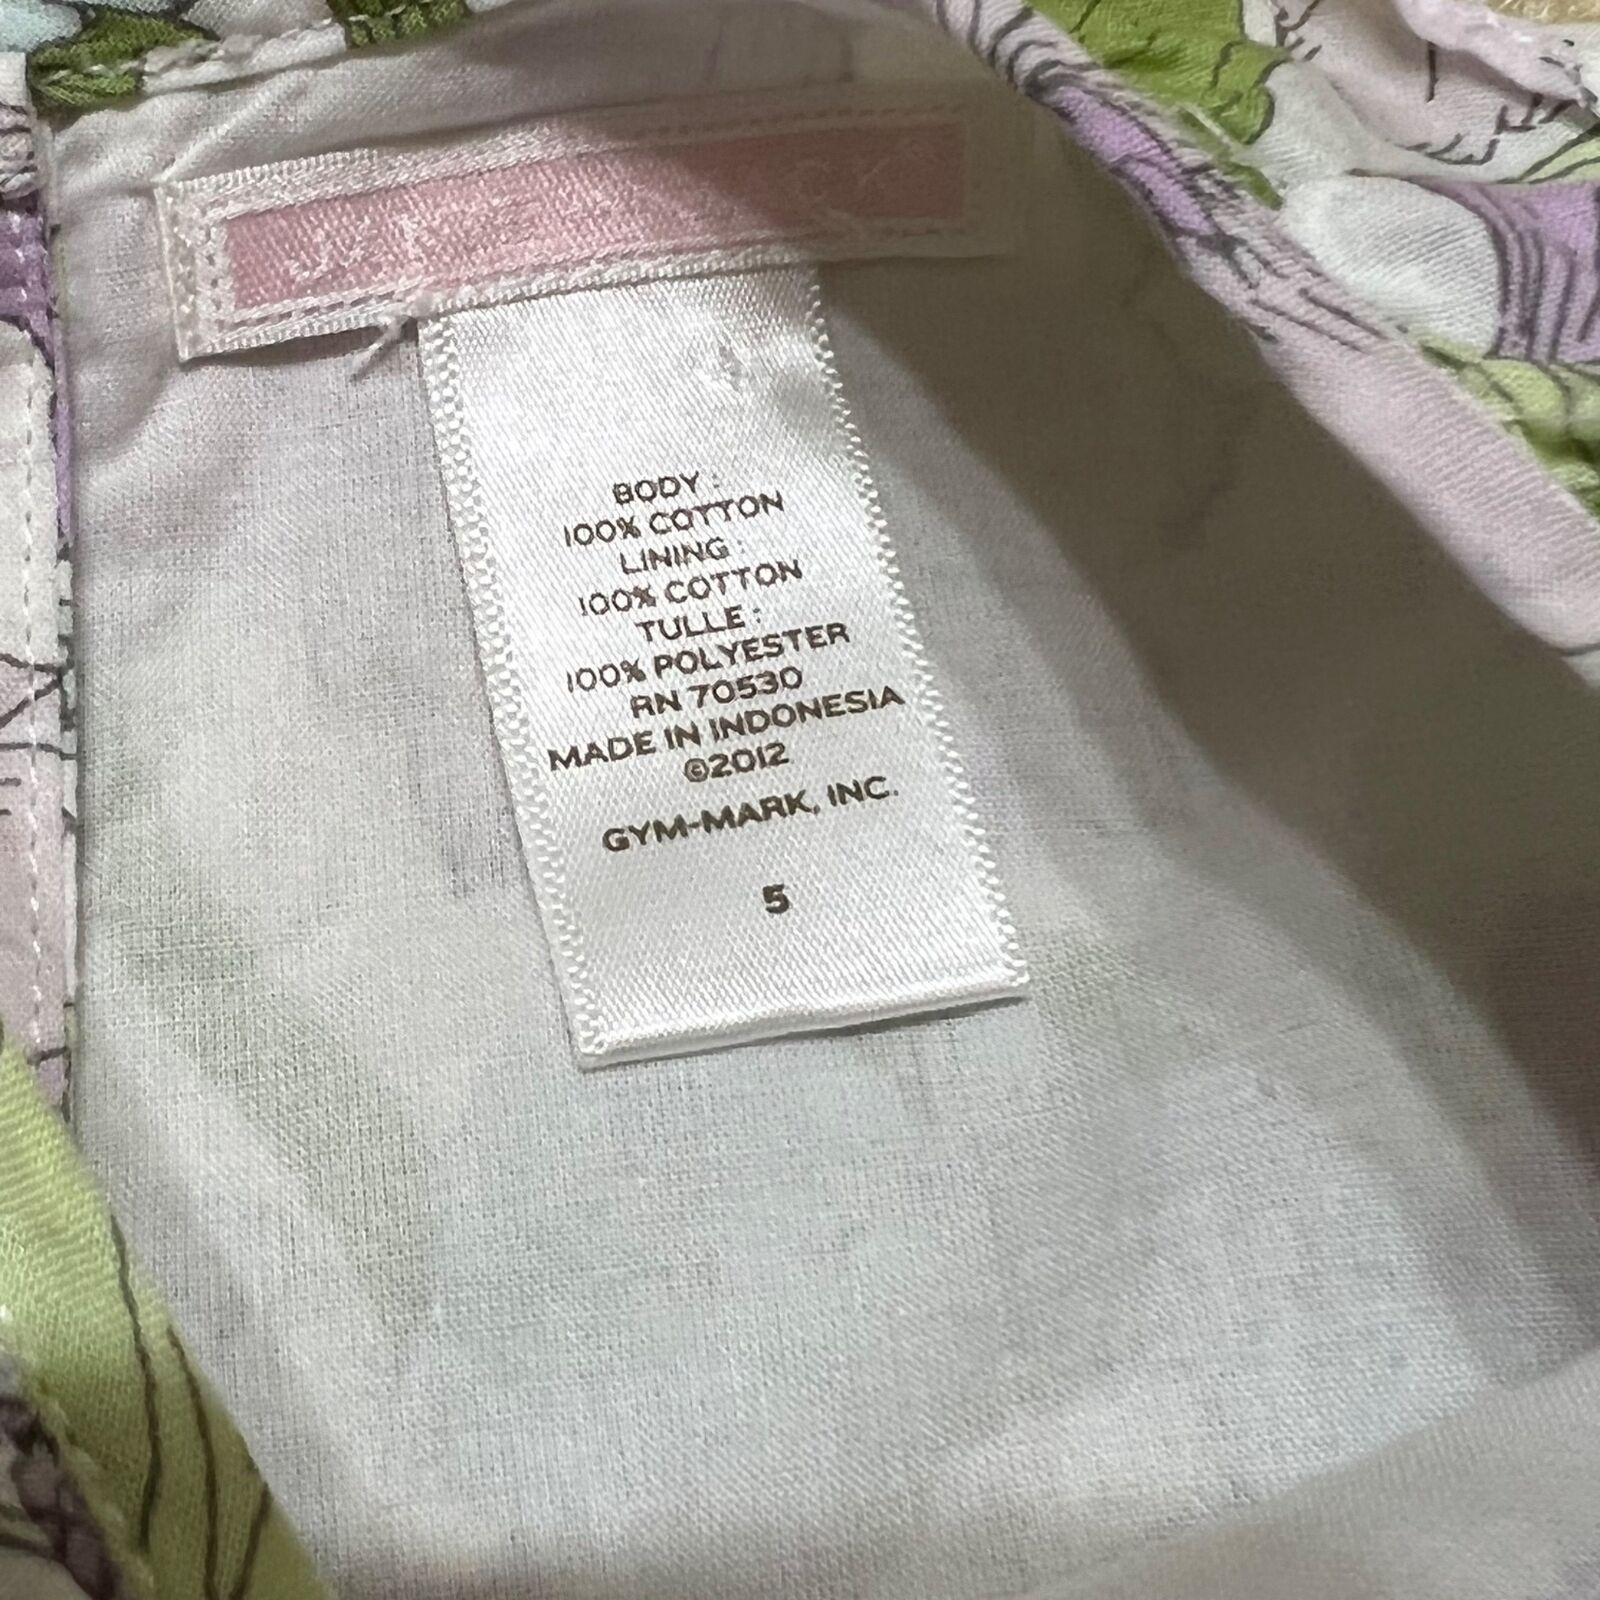 BODY :
100% COTTON
LINING :
100% COTTON
TULLE :
100% POLYESTER
RN 70530
MADE IN INDONESIA
©2012
GYM-MARK, INC.
5